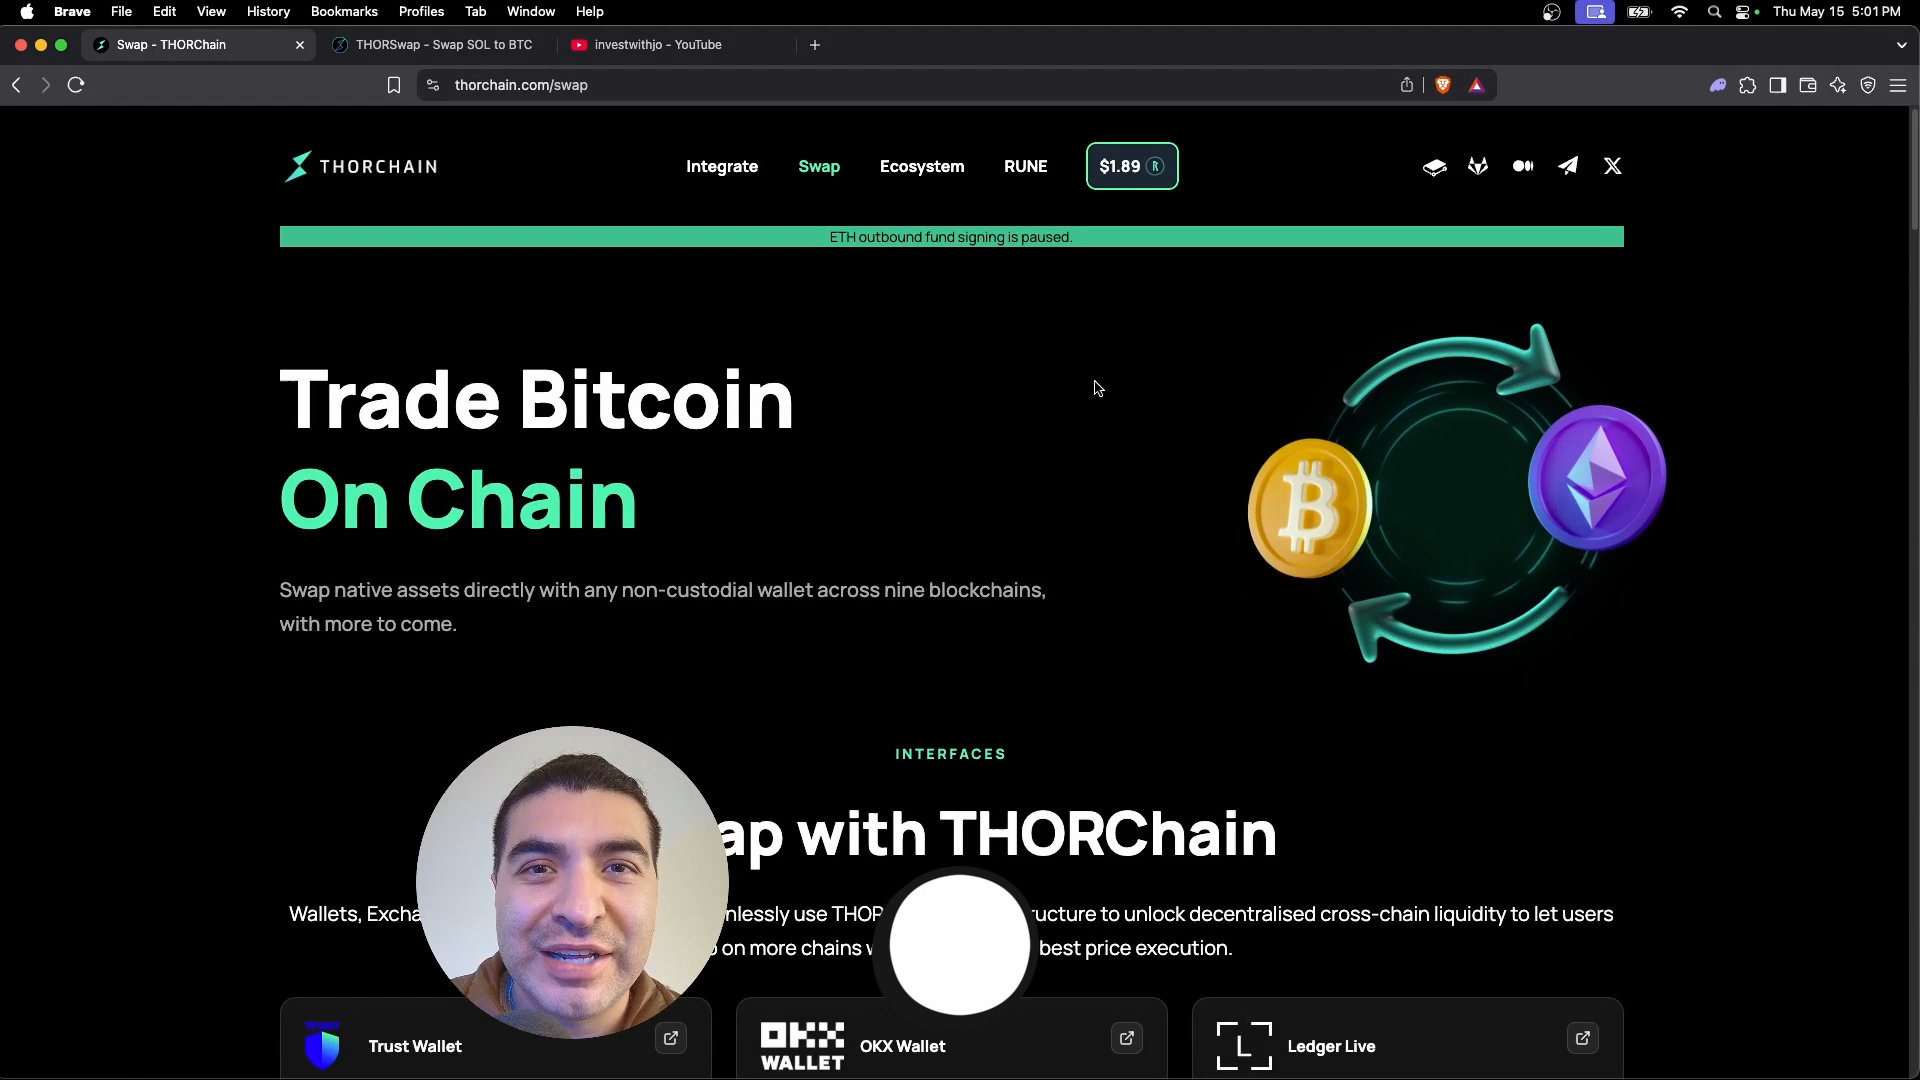 Brave File Edit View History Bookmarks Profiles Tab Window Help Thu May 15 5:01 PM
Swap - THORChain THORSwap - Swap SOL to BTC investwithjo - YouTube
thorchain.com/swap
THORCHAIN Integrate Swap Ecosystem RUNE $1.89
ETH outbound fund signing is paused.
Trade Bitcoin
On Chain
Swap native assets directly with any non-custodial wallet across nine blockchains,
with more to come.
INTERFACES
ap with THORChain
Wallets, Excha nlessly use THOR ructure to unlock decentralised cross-chain liquidity to let users
on more chains best price execution.
Trust Wallet OKX WALLET OKX Wallet L Ledger Live